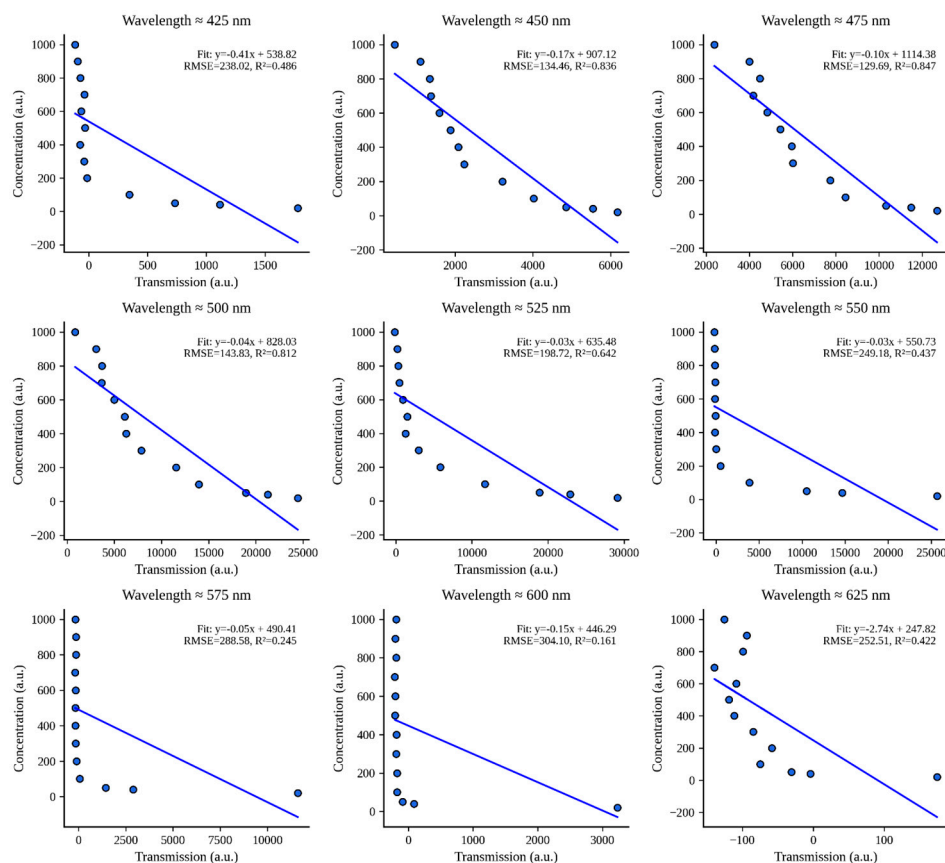 Wavelength ≈ 425 nm
Fit: y=-0.41x + 538.82
RMSE=238.02, R²=0.486
Concentration (a.u.)
1000
800
600
400
200
0
−200
0
500
1000
1500
Transmission (a.u.)
Wavelength ≈ 450 nm
Fit: y=-0.17x + 907.12
RMSE=134.46, R²=0.836
Concentration (a.u.)
1000
800
600
400
200
0
−200
2000
4000
6000
Transmission (a.u.)
Wavelength ≈ 475 nm
Fit: y=-0.10x + 1114.38
RMSE=129.69, R²=0.847
Concentration (a.u.)
1000
800
600
400
200
0
−200
2000
4000
6000
8000
10000
12000
Transmission (a.u.)
Wavelength ≈ 500 nm
Fit: y=-0.04x + 828.03
RMSE=143.83, R²=0.812
Concentration (a.u.)
1000
800
600
400
200
0
−200
0
5000
10000
15000
20000
25000
Transmission (a.u.)
Wavelength ≈ 525 nm
Fit: y=-0.03x + 635.48
RMSE=198.72, R²=0.642
Concentration (a.u.)
1000
800
600
400
200
0
−200
0
10000
20000
30000
Transmission (a.u.)
Wavelength ≈ 550 nm
Fit: y=-0.03x + 550.73
RMSE=249.18, R²=0.437
Concentration (a.u.)
1000
800
600
400
200
0
−200
0
5000
10000
15000
20000
25000
Transmission (a.u.)
Wavelength ≈ 575 nm
Fit: y=-0.05x + 490.41
RMSE=288.58, R²=0.245
Concentration (a.u.)
1000
800
600
400
200
0
0
2500
5000
7500
10000
Transmission (a.u.)
Wavelength ≈ 600 nm
Fit: y=-0.15x + 446.29
RMSE=304.10, R²=0.161
Concentration (a.u.)
1000
800
600
400
200
0
0
1000
2000
3000
Transmission (a.u.)
Wavelength ≈ 625 nm
Fit: y=-2.74x + 247.82
RMSE=252.51, R²=0.422
Concentration (a.u.)
1000
800
600
400
200
0
−200
−100
0
100
Transmission (a.u.)